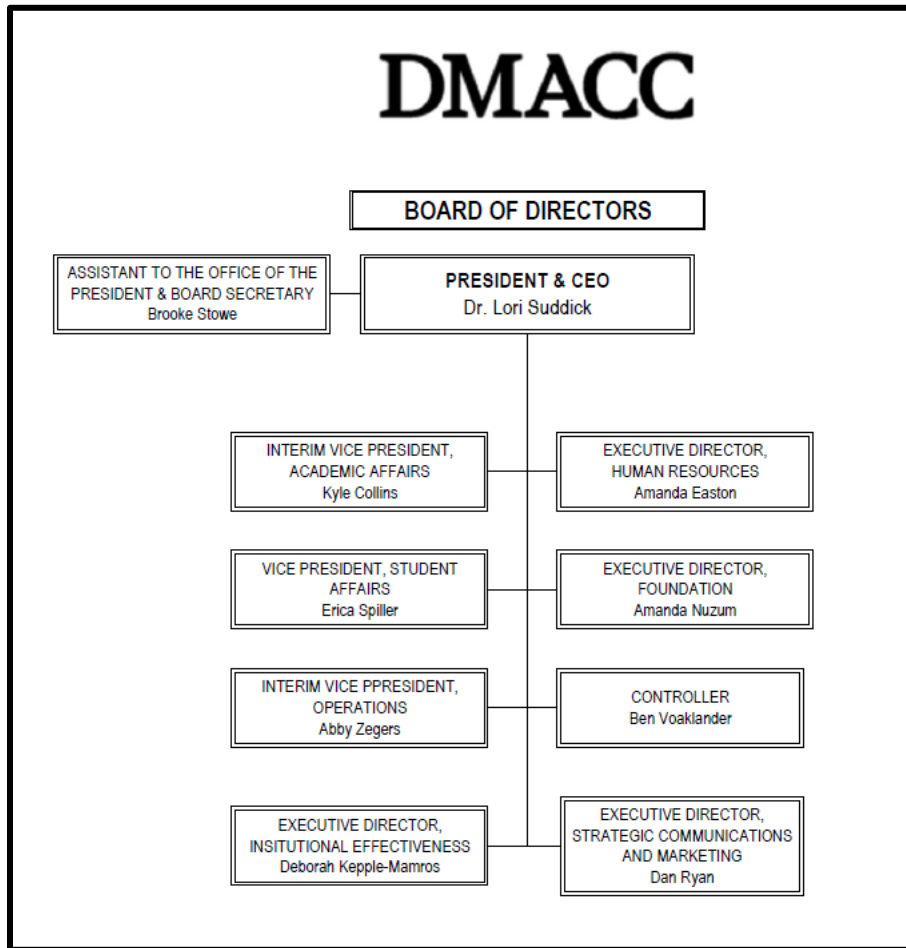 DMACC
BOARD OF DIRECTORS
ASSISTANT TO THE OFFICE OF THE
PRESIDENT & BOARD SECRETARY
Brooke Stowe
PRESIDENT & CEO
Dr. Lori Suddick
INTERIM VICE PRESIDENT,
ACADEMIC AFFAIRS
Kyle Collins
EXECUTIVE DIRECTOR,
HUMAN RESOURCES
Amanda Easton
VICE PRESIDENT, STUDENT
AFFAIRS
Erica Spiller
EXECUTIVE DIRECTOR,
FOUNDATION
Amanda Nuzum
INTERIM VICE PPRESIDENT,
OPERATIONS
Abby Zegers
CONTROLLER
Ben Voaklander
EXECUTIVE DIRECTOR,
INSITUTIONAL EFFECTIVENESS
Deborah Kepple-Mamros
EXECUTIVE DIRECTOR,
STRATEGIC COMMUNICATIONS
AND MARKETING
Dan Ryan